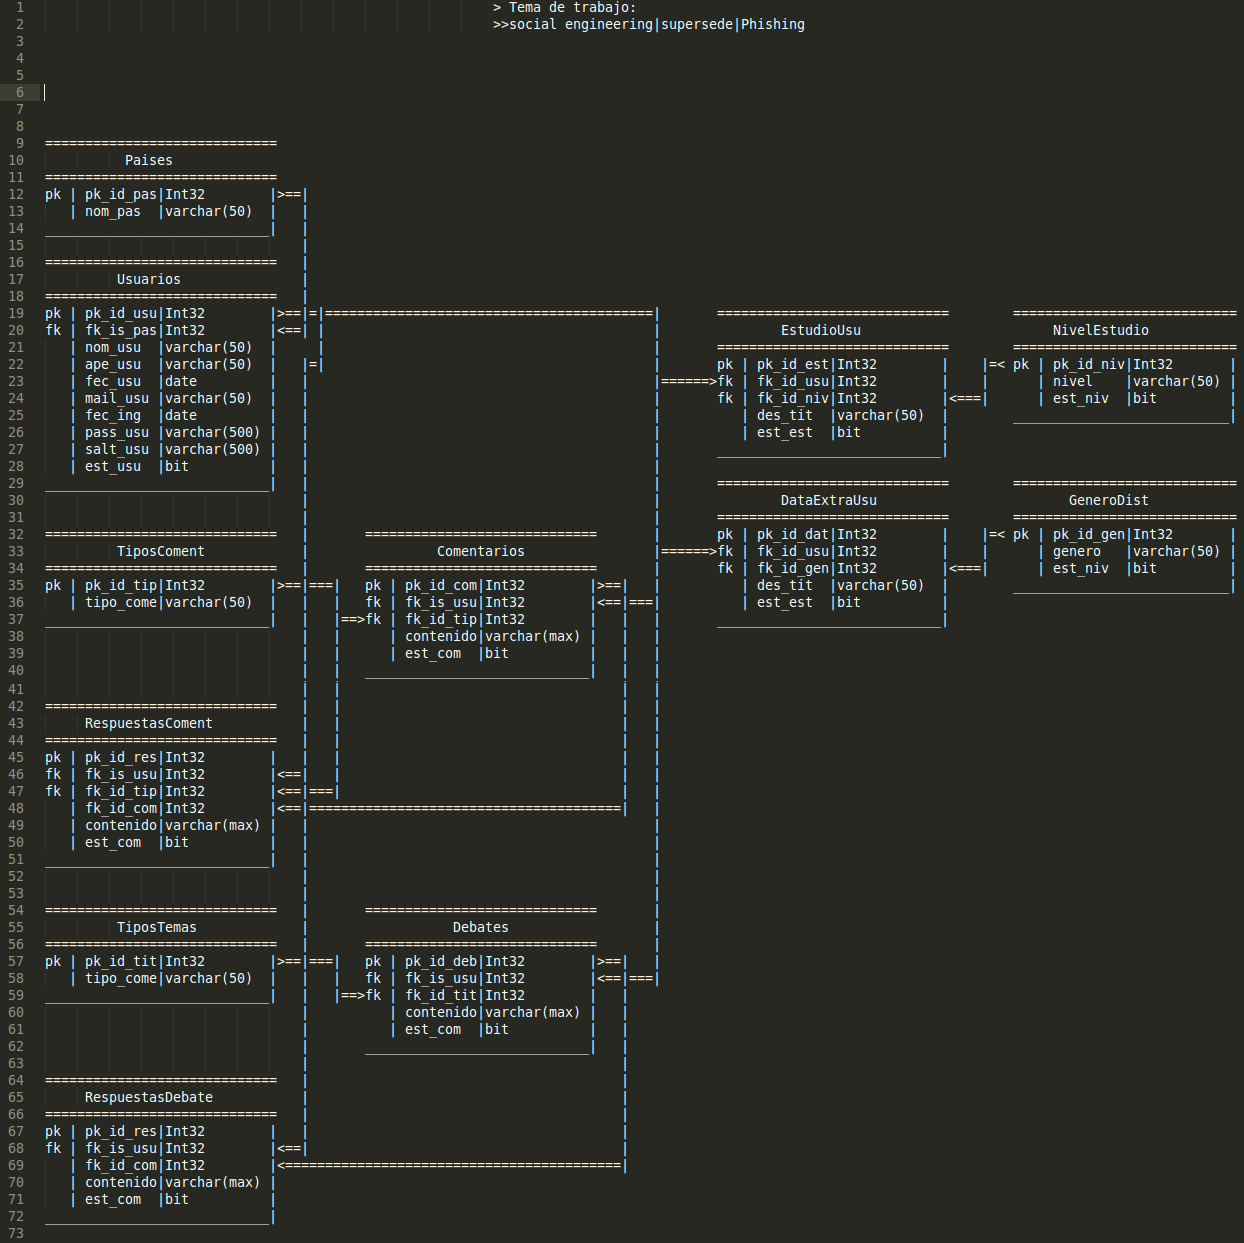 1 > Tema de trabajo:
2 >>social engineering|supersede|Phishing
3
4
5
6
7
8
9 =============================
10 Paises
11 =============================
12 pk | pk_id_pas|Int32 |>==|
13 | nom_pas |varchar(50) | |
14 ____________________________| |
15 |
16 ============================= |
17 Usuarios |
18 ============================= |
19 pk | pk_id_usu|Int32 |>==|=|=========================================| ============================= ============================
20 fk | fk_is_pas|Int32 |<==| | | EstudioUsu NivelEstudio
21 | nom_usu |varchar(50) | | | ============================= ============================
22 | ape_usu |varchar(50) | |=| | pk | pk_id_est|Int32 | |=< pk | pk_id_niv|Int32 |
23 | fec_usu |date | | |======>fk | fk_id_usu|Int32 | | | nivel |varchar(50) |
24 | mail_usu |varchar(50) | | | fk | fk_id_niv|Int32 |<===| | est_niv |bit |
25 | fec_ing |date | | | | des_tit |varchar(50) | ___________________________|
26 | pass_usu |varchar(500) | | | | est_est |bit |
27 | salt_usu |varchar(500) | | | ____________________________|
28 | est_usu |bit | | |
29 ____________________________| | | ============================= ============================
30 | | DataExtraUsu GeneroDist
31 | | ============================= ============================
32 ============================= | ============================= | pk | pk_id_dat|Int32 | |=< pk | pk_id_gen|Int32 |
33 TiposComent | Comentarios |======>fk | fk_id_usu|Int32 | | | genero |varchar(50) |
34 ============================= | ============================= | fk | fk_id_gen|Int32 |<===| | est_niv |bit |
35 pk | pk_id_tip|Int32 |>==|===| pk | pk_id_com|Int32 |>==| | | des_tit |varchar(50) | ___________________________|
36 | tipo_come|varchar(50) | | | fk | fk_is_usu|Int32 |<==|===| | est_est |bit |
37 ____________________________| | |==>fk | fk_id_tip|Int32 | | | ____________________________|
38 | | | contenido|varchar(max) | | |
39 | | | est_com |bit | | |
40 | | ____________________________| | |
41 | | | |
42 ============================= | | | |
43 RespuestasComent | | | |
44 ============================= | | | |
45 pk | pk_id_res|Int32 | | | | |
46 fk | fk_is_usu|Int32 |<==| | | |
47 fk | fk_id_tip|Int32 |<==|===| | |
48 | fk_id_com|Int32 |<==|=======================================| |
49 | contenido|varchar(max) | | |
50 | est_com |bit | | |
51 ____________________________| | |
52 | |
53 | |
54 ============================= | ============================= |
55 TiposTemas | Debates |
56 ============================= | ============================= |
57 pk | pk_id_tit|Int32 |>==|===| pk | pk_id_deb|Int32 |>==| |
58 | tipo_come|varchar(50) | | | fk | fk_is_usu|Int32 |<==|===|
59 ____________________________| | |==>fk | fk_id_tit|Int32 | |
60 | | contenido|varchar(max) | |
61 | | est_com |bit | |
62 | ____________________________| |
63 | |
64 ============================= | |
65 RespuestasDebate | |
66 ============================= | |
67 pk | pk_id_res|Int32 | | |
68 fk | fk_is_usu|Int32 |<==| |
69 | fk_id_com|Int32 |<==========================================|
70 | contenido|varchar(max) |
71 | est_com |bit |
72 ____________________________|
73